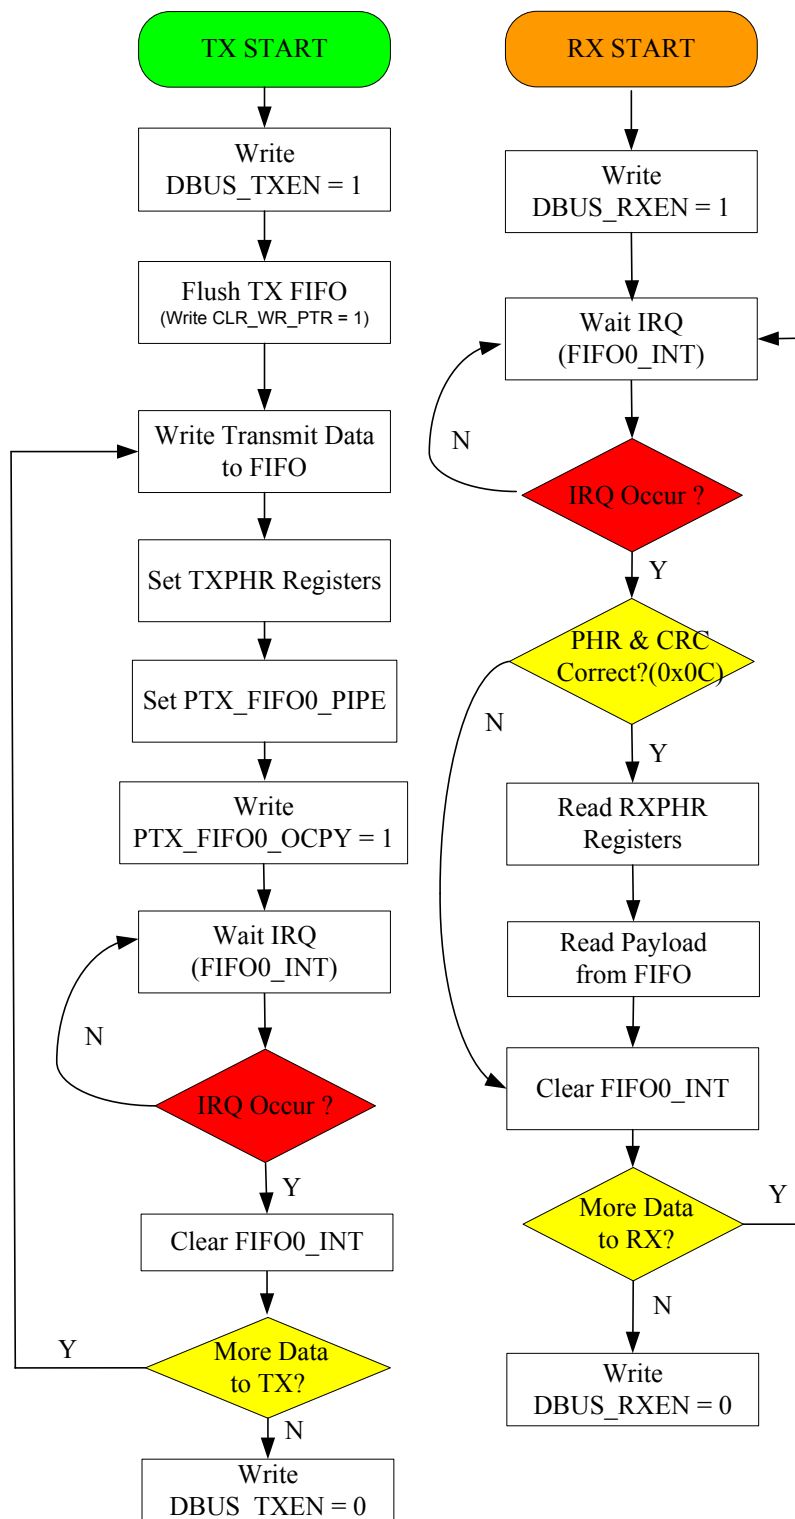 TX START
Write
DBUS_TXEN = 1
Flush TX FIFO
(Write CLR_WR_PTR = 1)
Write Transmit Data
to FIFO
Set TXPHR Registers
Set PTX_FIFO0_PIPE
Write
PTX_FIFO0_OCPY = 1
Wait IRQ
(FIFO0_INT)
N
IRQ Occur ?
Y
Clear FIFO0_INT
Y
More Data
to TX?
N
Write
DBUS_TXEN = 0
RX START
Write
DBUS_RXEN = 1
Wait IRQ
(FIFO0_INT)
N
IRQ Occur ?
Y
PHR & CRC
Correct?(0x0C)
N
Y
Read RXPHR
Registers
Read Payload
from FIFO
Clear FIFO0_INT
More Data
to RX?
Y
N
Write
DBUS_RXEN = 0